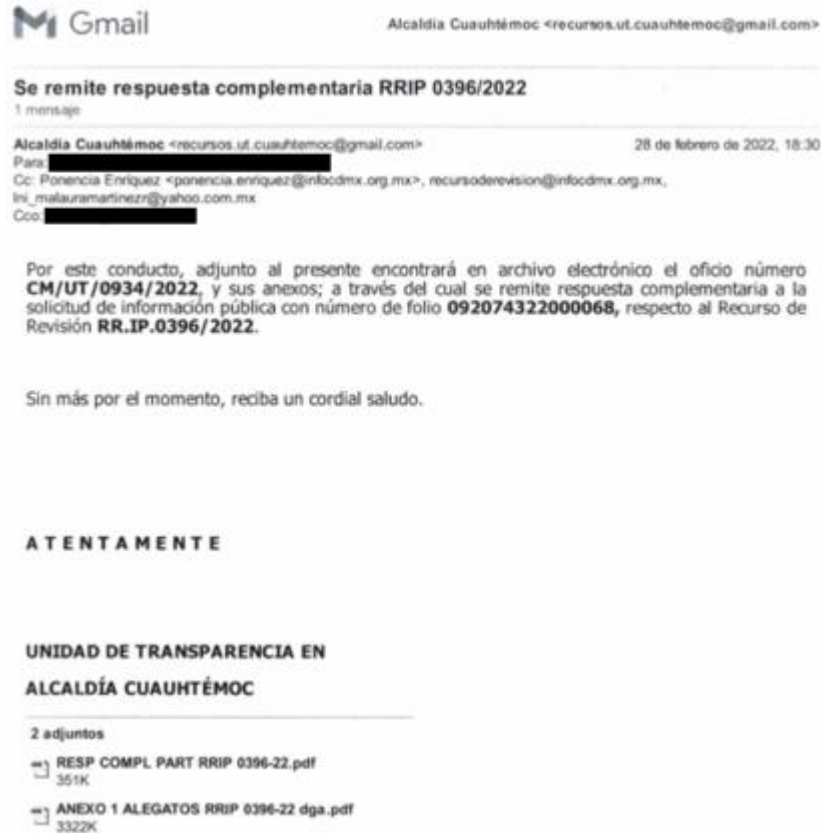 Gmail
Alcaldía Cuauhtémoc <recursos.ut.cuauhtemoc@gmail.com>
Se remite respuesta complementaria RRIP 0396/2022
1 mensaje
Alcaldía Cuauhtémoc <recursos.ut.cuauhtemoc@gmail.com> 28 de febrero de 2022, 18:30
Para:
Cc: Ponencia Enriquez <ponencia.enriquez@infocdmx.org.mx>, recursoderevision@infocdmx.org.mx,
lni_malauramartinezr@yahoo.com.mx
Cco:
Por este conducto, adjunto al presente encontrará en archivo electrónico el oficio número
CM/UT/0934/2022, y sus anexos; a través del cual se remite respuesta complementaria a la
solicitud de información pública con número de folio 092074322000068, respecto al Recurso de
Revisión RR.IP.0396/2022.
Sin más por el momento, reciba un cordial saludo.
A T E N T A M E N T E
UNIDAD DE TRANSPARENCIA EN
ALCALDÍA CUAUHTÉMOC
2 adjuntos
RESP COMPL PART RRIP 0396-22.pdf
351K
ANEXO 1 ALEGATOS RRIP 0396-22 dga.pdf
3322K